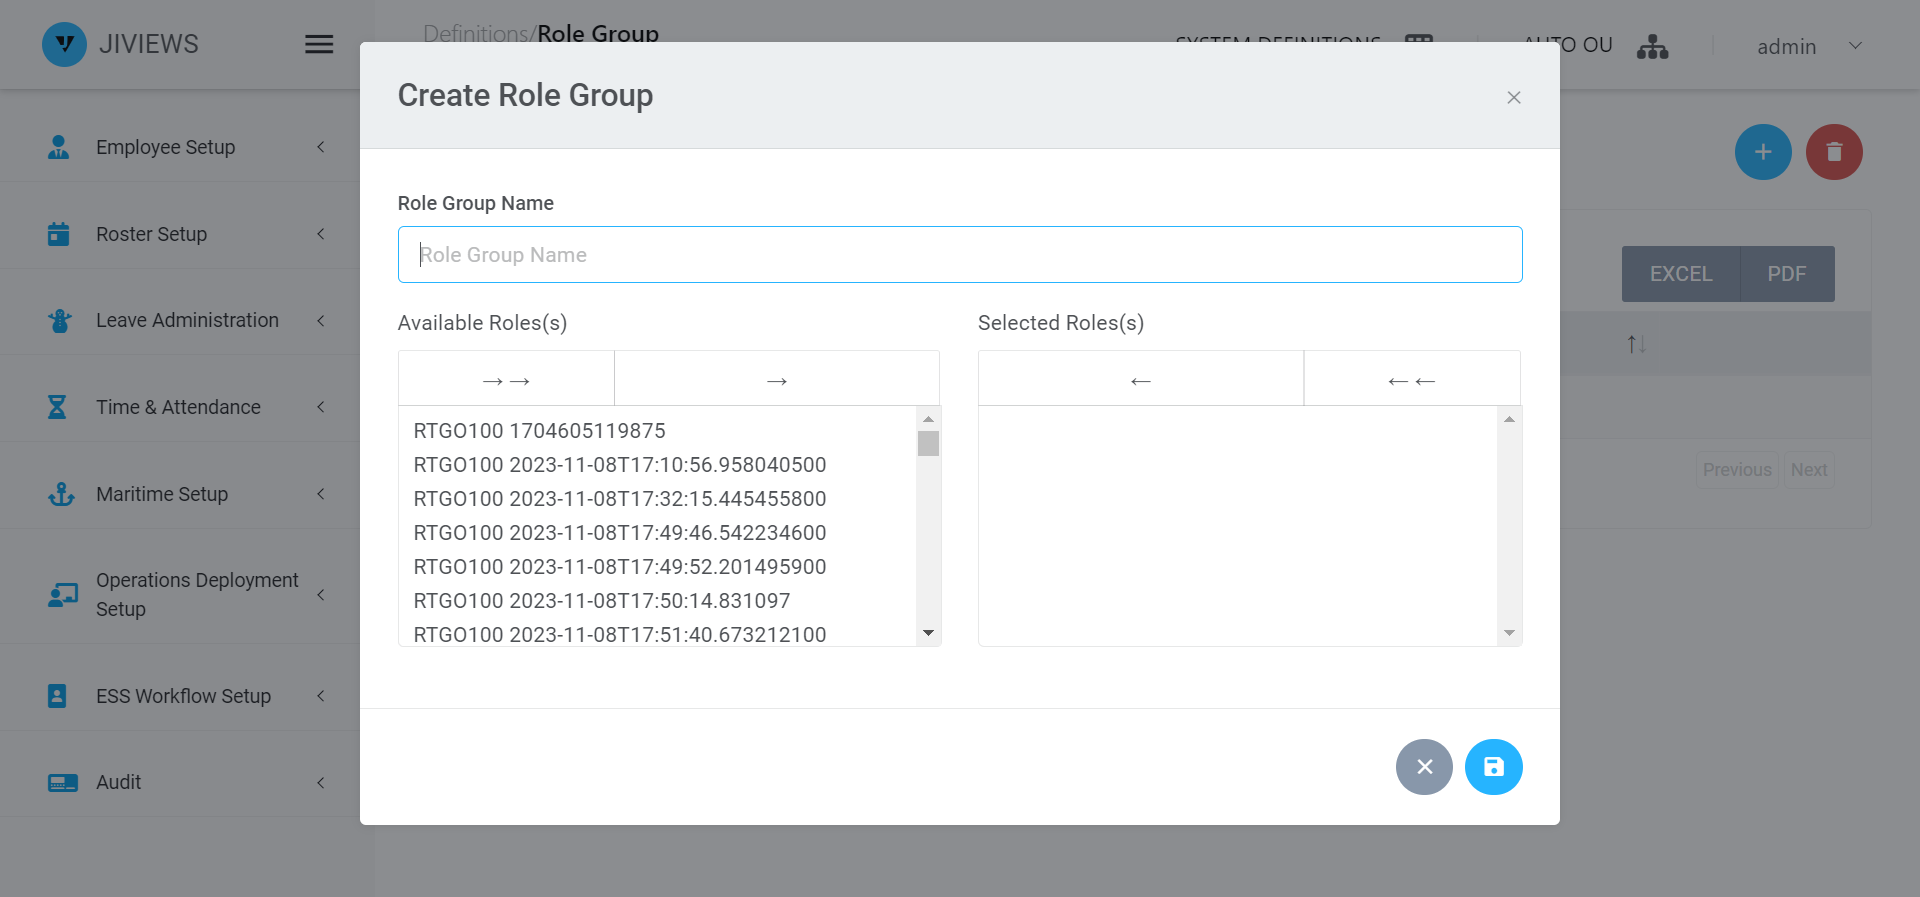 JIVIEWS
Definitions/Role Group
SYSTEM DEFINITIONS
AUTO OU
admin
Create Role Group
Employee Setup
Roster Setup
Leave Administration
Time & Attendance
Maritime Setup
Operations Deployment
Setup
ESS Workflow Setup
Audit
Role Group Name
Role Group Name
Available Roles(s)
Selected Roles(s)
→→
→
←
←←
RTGO100 1704605119875
RTGO100 2023-11-08T17:10:56.958040500
RTGO100 2023-11-08T17:32:15.445455800
RTGO100 2023-11-08T17:49:46.542234600
RTGO100 2023-11-08T17:49:52.201495900
RTGO100 2023-11-08T17:50:14.831097
RTGO100 2023-11-08T17:51:40.673212100
EXCEL
PDF
Previous
Next